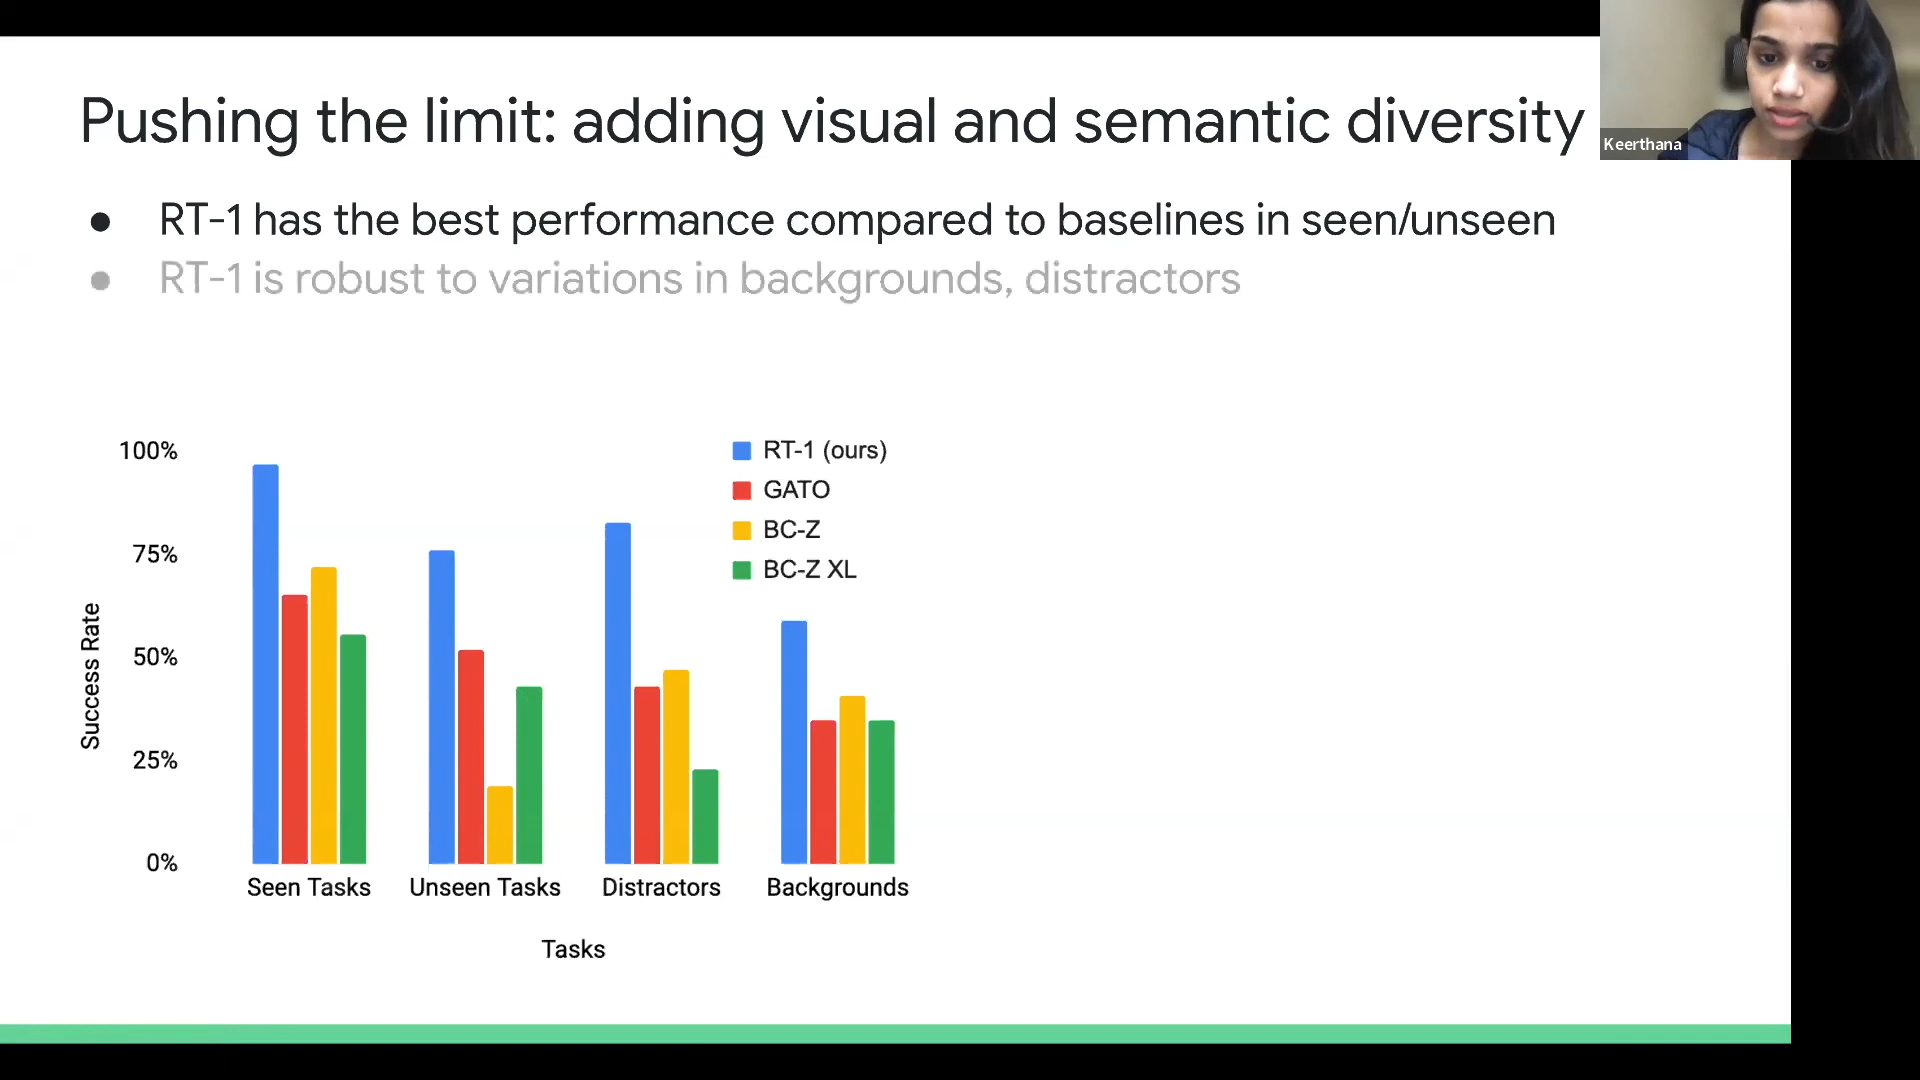 Pushing the limit: adding visual and semantic diversity
Keerthana
● RT-1 has the best performance compared to baselines in seen/unseen
● RT-1 is robust to variations in backgrounds, distractors
100%
75%
50%
25%
0%
Success Rate
RT-1 (ours)
GATO
BC-Z
BC-Z XL
Seen Tasks
Unseen Tasks
Distractors
Backgrounds
Tasks